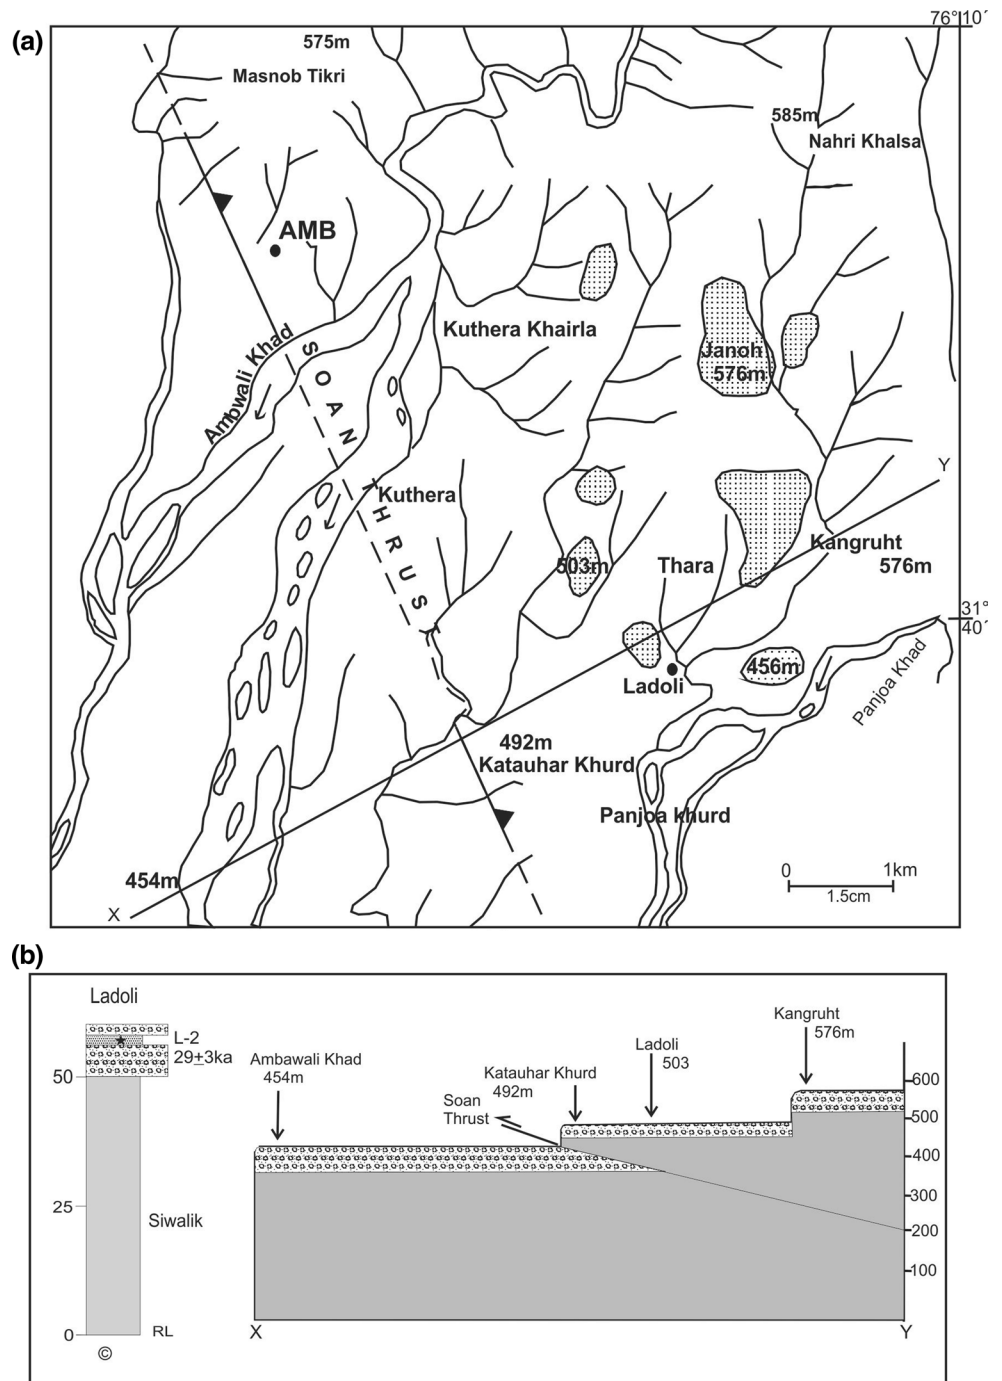 (a)
76° 10´
575m
Masnob Tikri
585m
Nahri Khalsa
AMB
Kuthera Khairla
Janoh
576m
Ambwali Khad
SOAN THRUST
Kuthera
Y
503m
Thara
Kangruht
576m
31°
40´
456m
Ladoli
Panjoa Khad
492m
Katauhar Khurd
Panjoa khurd
454m
X
0 1km
1.5cm
(b)
Ladoli
L-2
29±3ka
50
25
0
Siwalik
RL
©
Ambawali Khad
454m
Soan
Thrust
Katauhar Khurd
492m
Ladoli
503
Kangruht
576m
600
500
400
300
200
100
X
Y